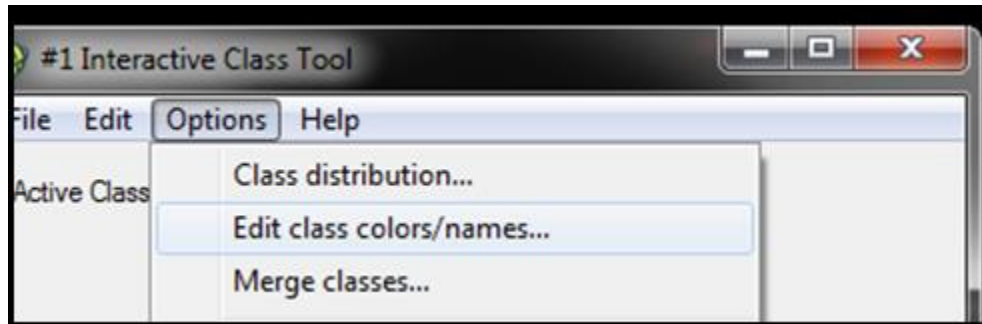 #1 Interactive Class Tool
File Edit Options Help
Active Class
Class distribution...
Edit class colors/names...
Merge classes...